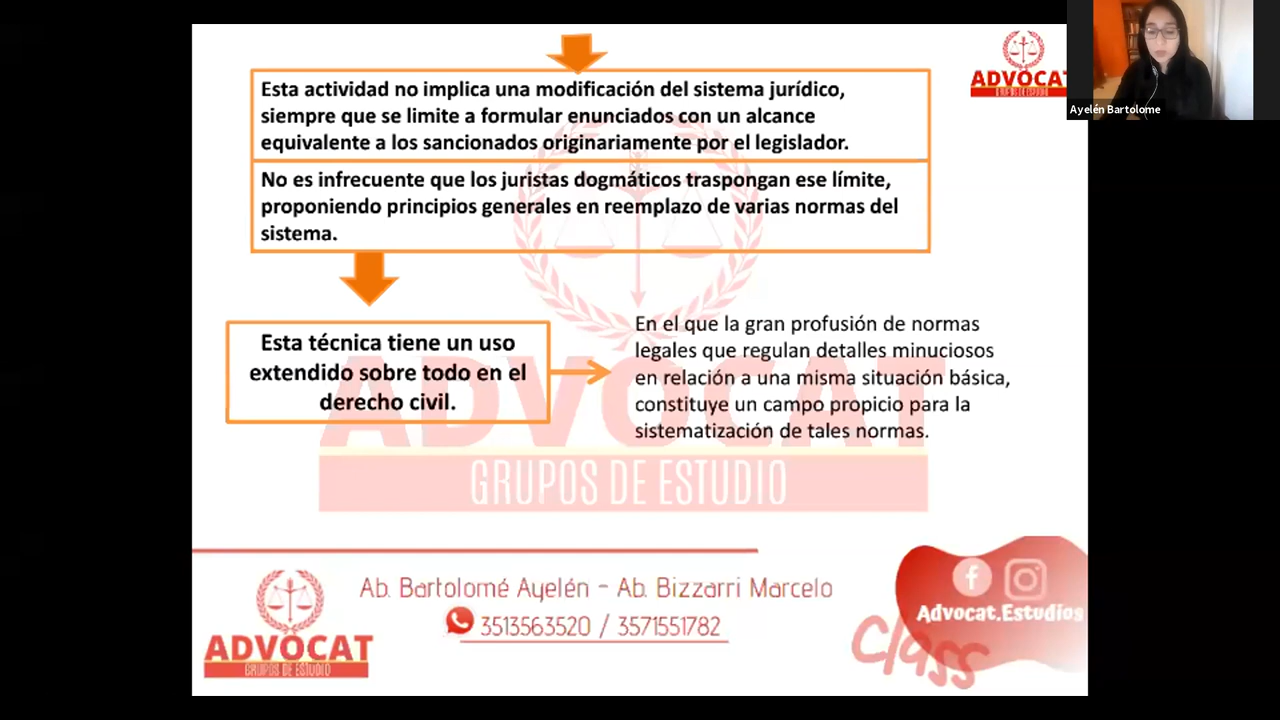 Esta actividad no implica una modificación del sistema jurídico,
siempre que se limite a formular enunciados con un alcance
equivalente a los sancionados originariamente por el legislador.
No es infrecuente que los juristas dogmáticos traspongan ese límite,
proponiendo principios generales en reemplazo de varias normas del
sistema.
Esta técnica tiene un uso
extendido sobre todo en el
derecho civil.
En el que la gran profusión de normas
legales que regulan detalles minuciosos
en relación a una misma situación básica,
constituye un campo propicio para la
sistematización de tales normas.
ADVOCAT
GRUPOS DE ESTUDIO
ADVOCAT
GRUPOS DE ESTUDIO
Ayelén Bartolome
Ab. Bartolomé Ayelén - Ab. Bizzarri Marcelo
3513563520 / 3571551782
ADVOCAT
GRUPOS DE ESTUDIO
Advocat.Estudios
Class